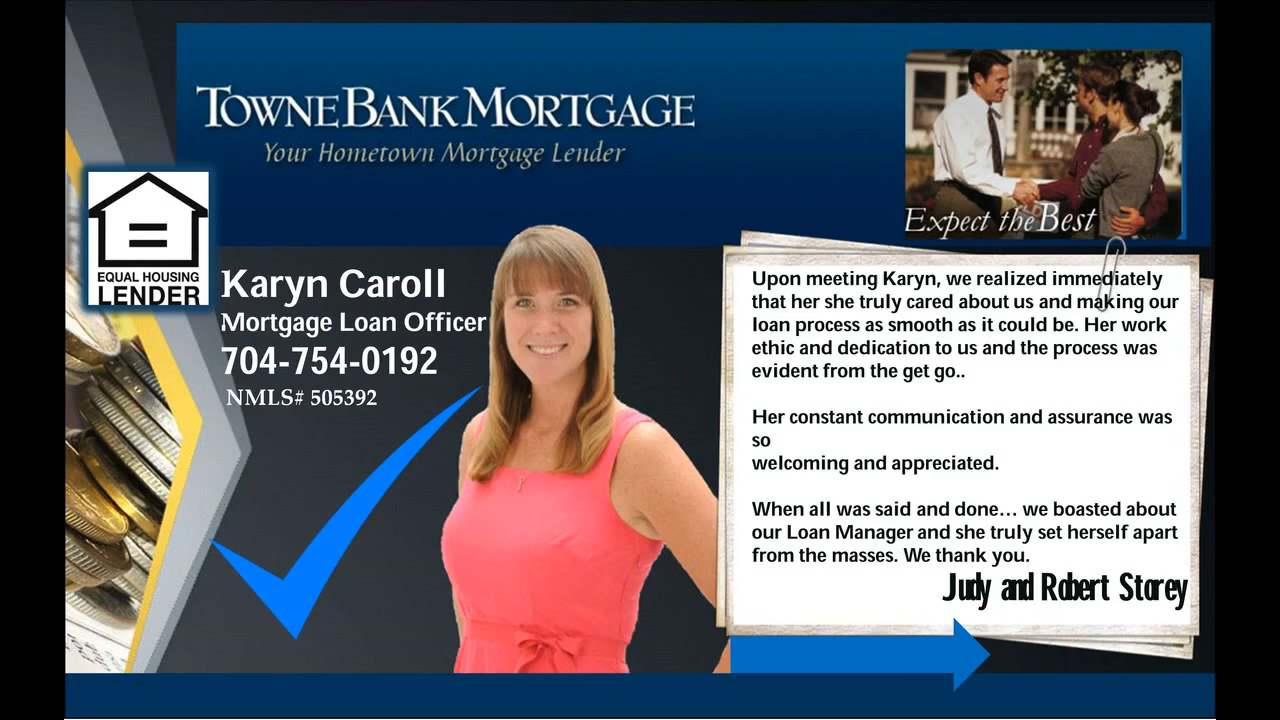 TOWNEBANK MORTGAGE
Your Hometown Mortgage Lender
Expect the Best
EQUAL HOUSING
LENDER
Karyn Caroll
Mortgage Loan Officer
704-754-0192
NMLS# 505392
Upon meeting Karyn, we realized immediately
that her she truly cared about us and making our
loan process as smooth as it could be. Her work
ethic and dedication to us and the process was
evident from the get go..
Her constant communication and assurance was
so
welcoming and appreciated.
When all was said and done... we boasted about
our Loan Manager and she truly set herself apart
from the masses. We thank you.
Judy and Robert Storey